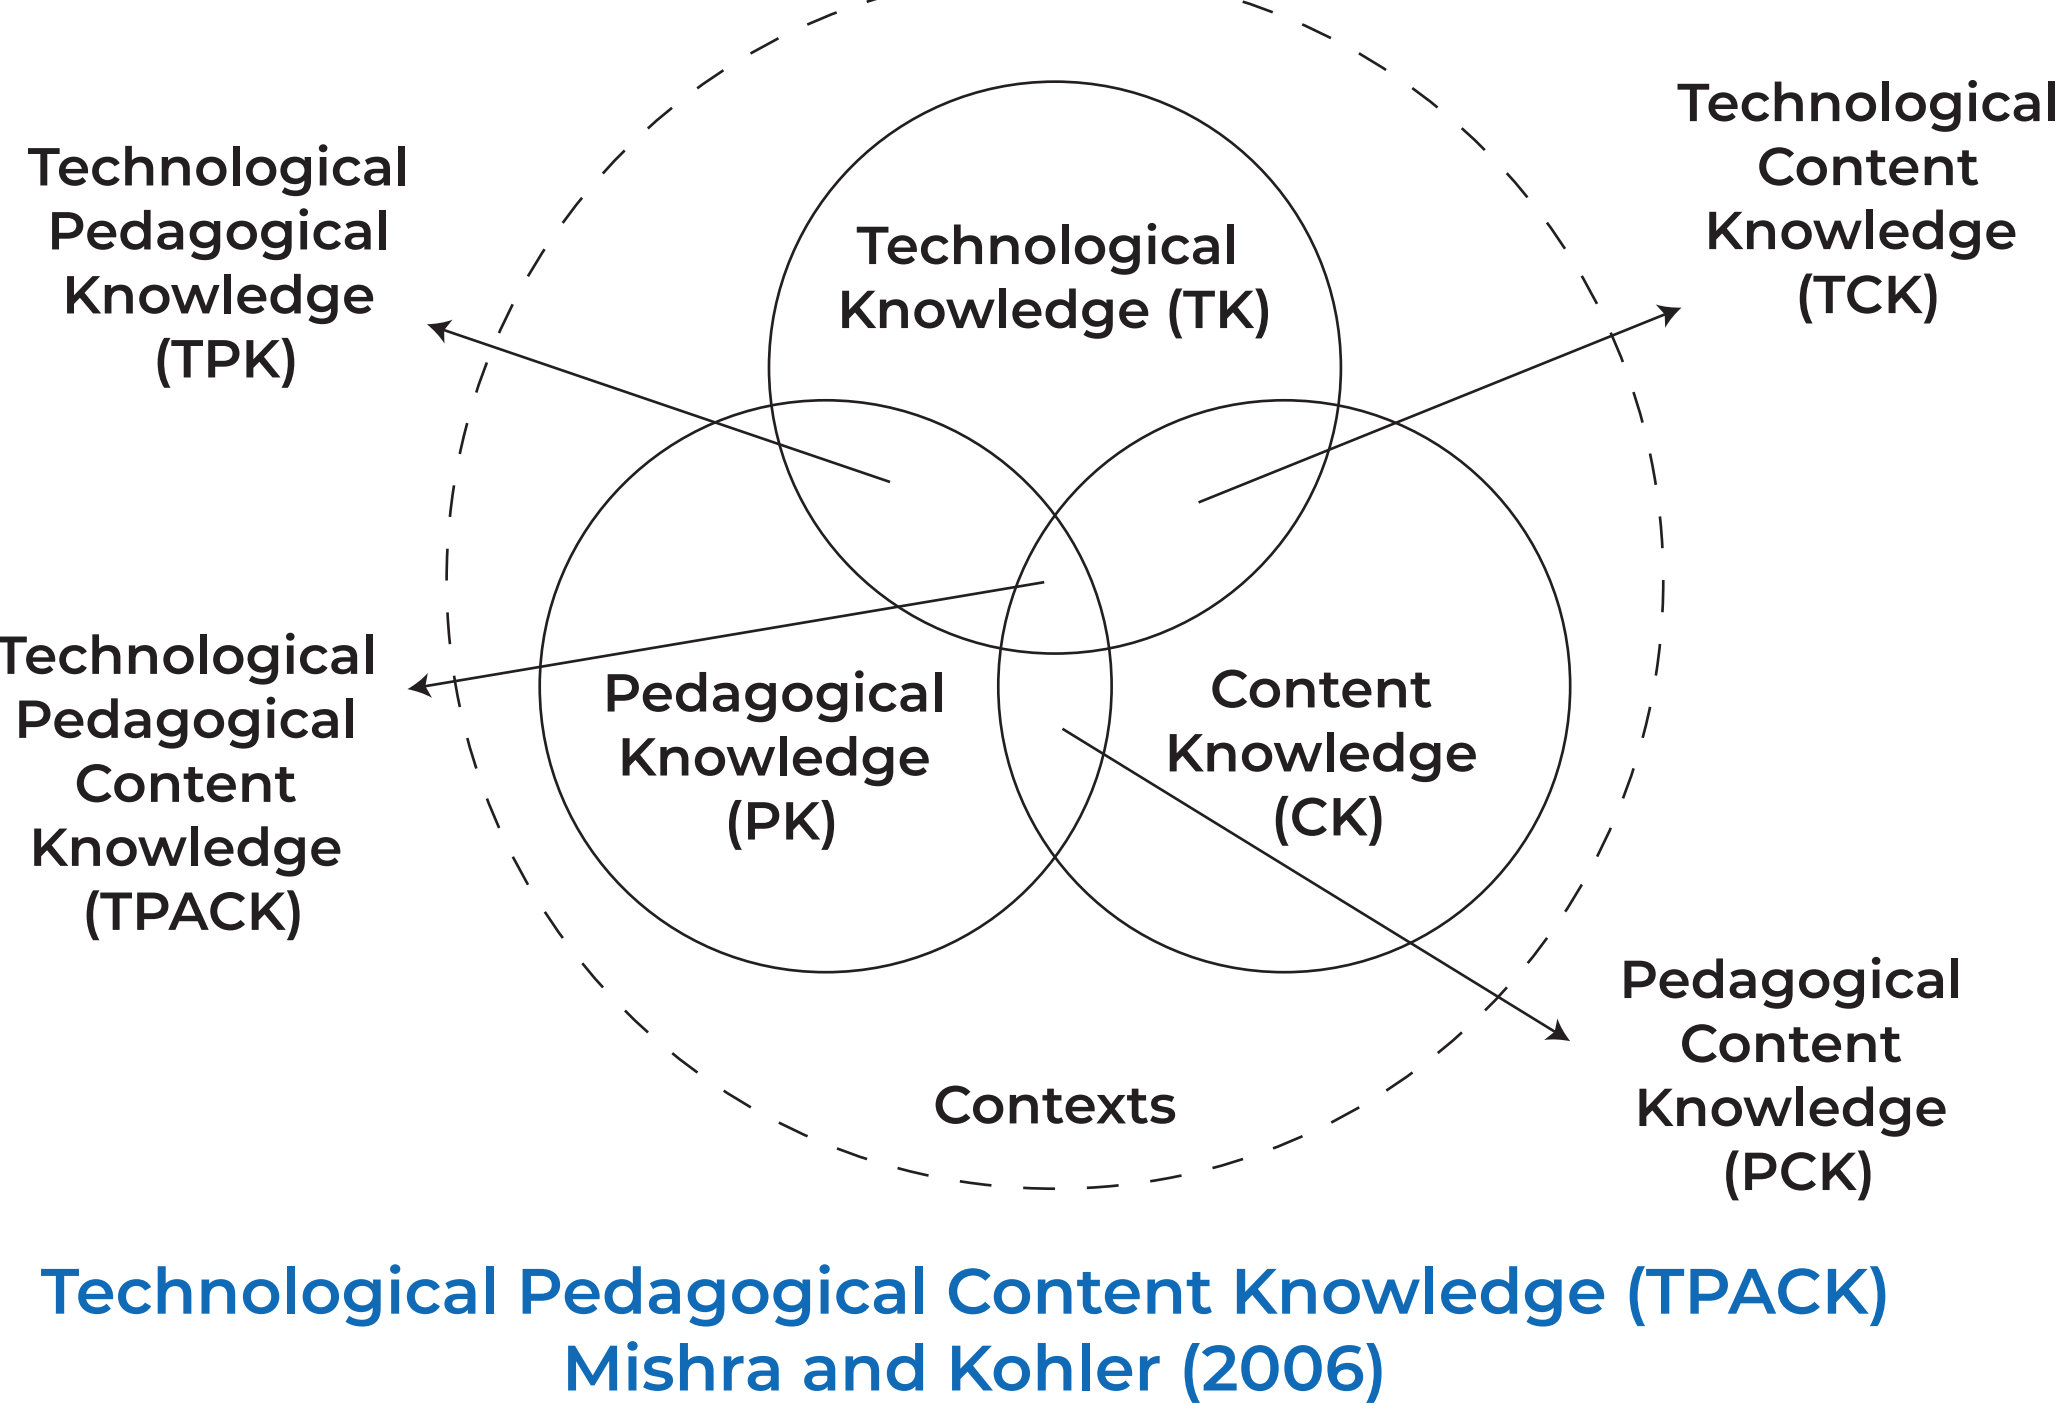 Technological
Pedagogical
Knowledge
(TPK)
Technological
Content
Knowledge
(TCK)
Technological
Knowledge (TK)
Technological
Pedagogical
Content
Knowledge
(TPACK)
Pedagogical
Knowledge
(PK)
Content
Knowledge
(CK)
Pedagogical
Content
Knowledge
(PCK)
Contexts
Technological Pedagogical Content Knowledge (TPACK)
Mishra and Kohler (2006)